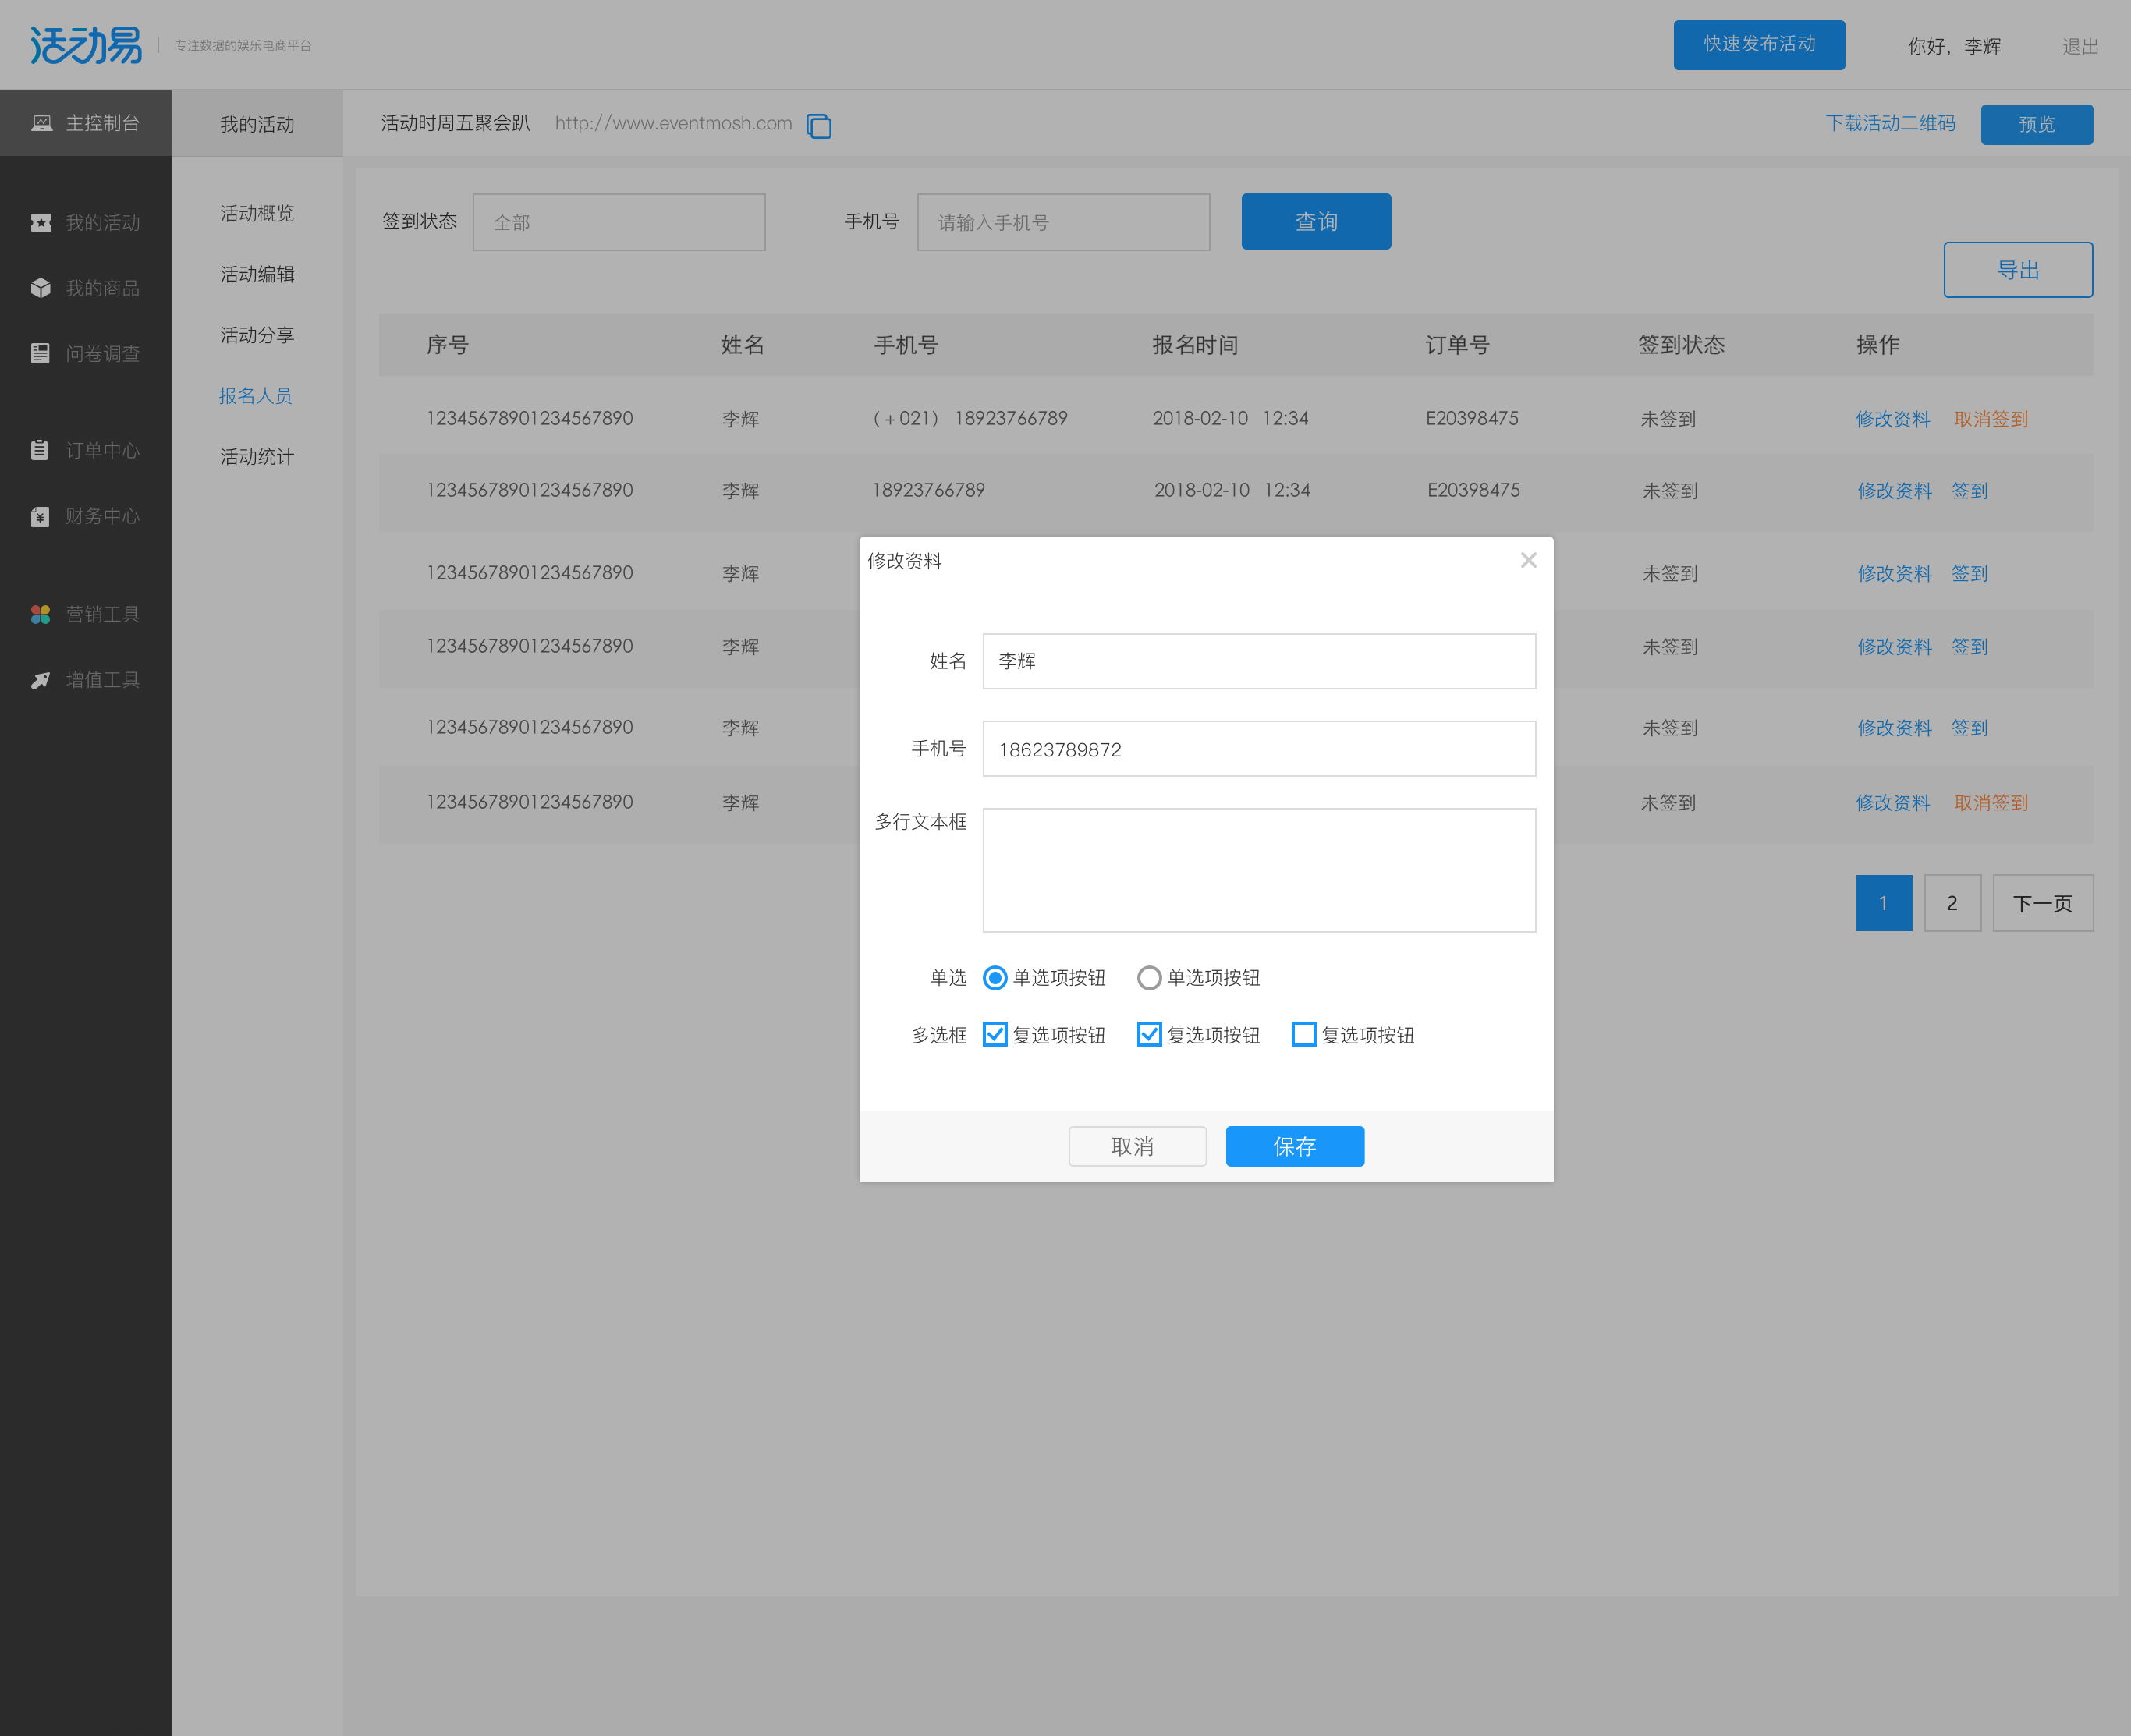 活动易
专注数据的娱乐电商平台
快速发布活动
你好，李辉
退出
主控制台
我的活动
我的商品
问卷调查
订单中心
财务中心
营销工具
增值工具
我的活动
活动概览
活动编辑
活动分享
报名人员
活动统计
活动时周五聚会趴 http://www.eventmosh.com
下载活动二维码
预览
签到状态 全部 手机号 请输入手机号 查询
导出
序号 姓名 手机号 报名时间 订单号 签到状态 操作
12345678901234567890 李辉 (+021) 18923766789 2018-02-10 12:34 E20398475 未签到 修改资料 取消签到
12345678901234567890 李辉 18923766789 2018-02-10 12:34 E20398475 未签到 修改资料 签到
12345678901234567890 李辉 未签到 修改资料 签到
12345678901234567890 李辉 未签到 修改资料 签到
12345678901234567890 李辉 未签到 修改资料 签到
12345678901234567890 李辉 未签到 修改资料 取消签到
1 2 下一页
修改资料
姓名 李辉
手机号 18623789872
多行文本框
单选 单选项按钮 单选项按钮
多选框 复选项按钮 复选项按钮 复选项按钮
取消 保存